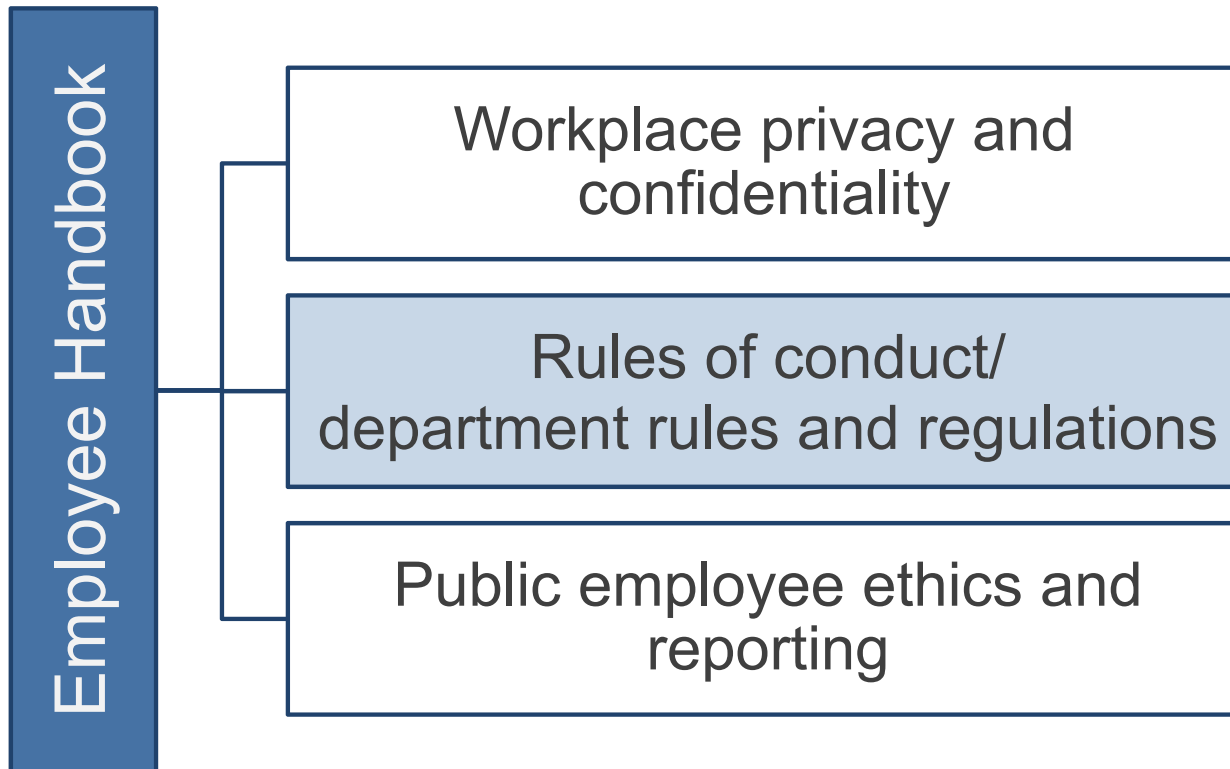 Employee Handbook
Workplace privacy and
confidentiality
Rules of conduct/
department rules and regulations
Public employee ethics and
reporting